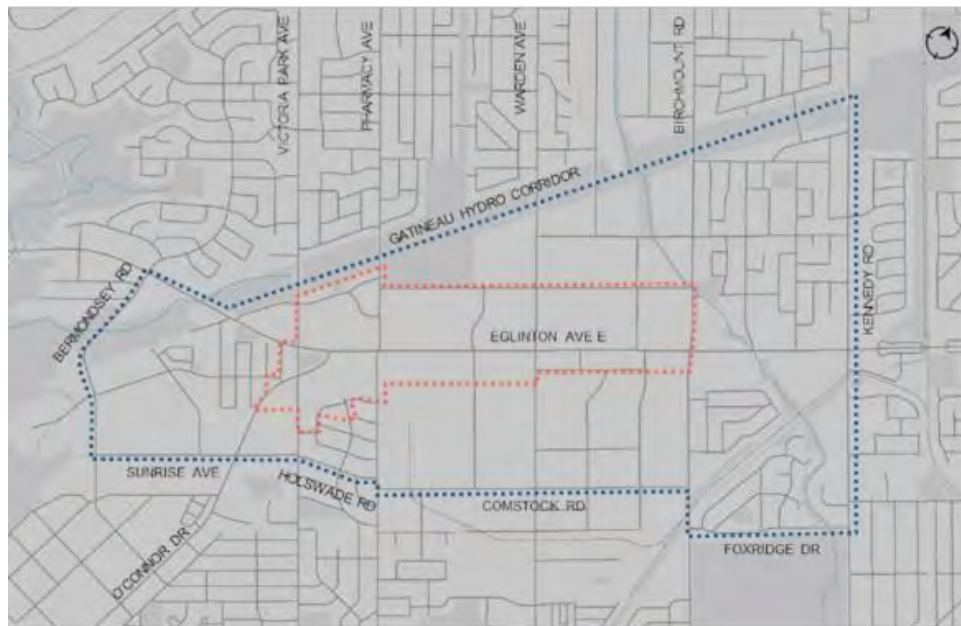 VICTORIA PARK AVE
PHARMACY AVE
WARDEN AVE
BIRCHMOUNT RD
GATINEAU HYDRO CORRIDOR
BERMONDSEY RD
KENNEDY RD
EGLINTON AVE E
SUNRISE AVE
HOLSWADE RD
COMSTOCK RD
FOXRIDGE DR
O'CONNOR DR